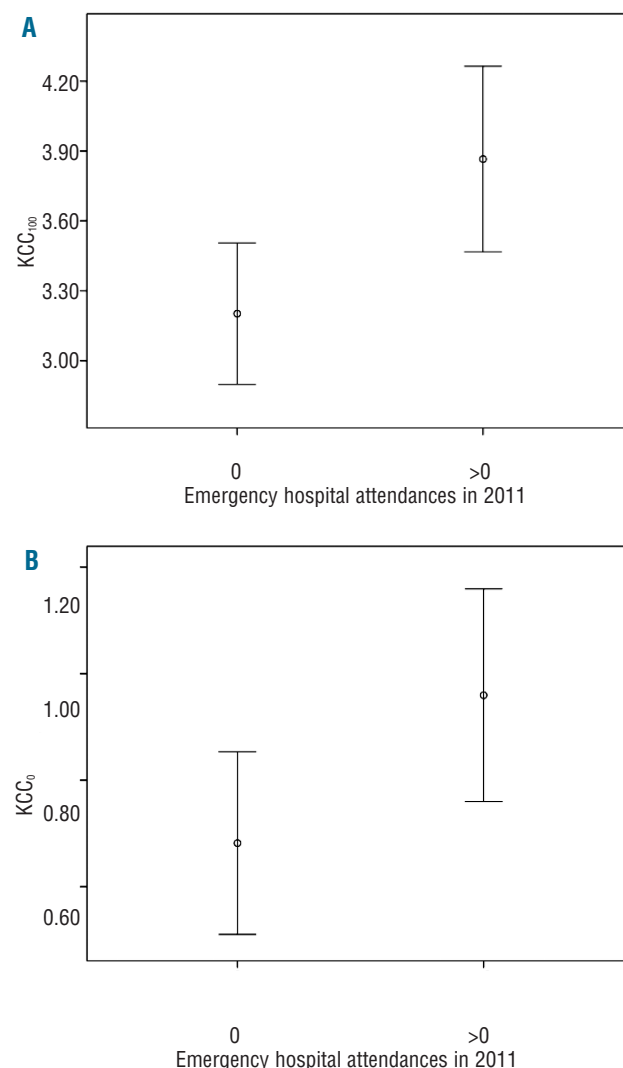 A
4.20
3.90
3.60
3.30
3.00
KCC₁₀₀
0 >0
Emergency hospital attendances in 2011
B
1.20
1.00
0.80
0.60
KCC₀
0 >0
Emergency hospital attendances in 2011